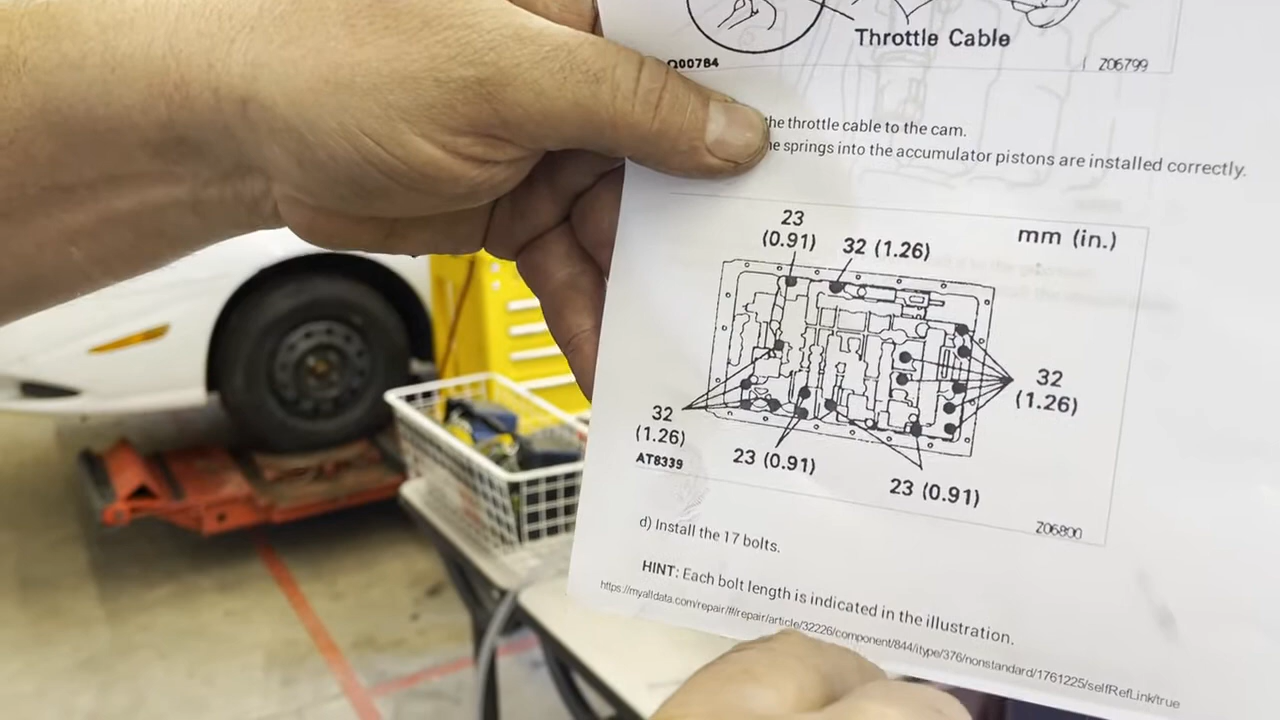 Throttle Cable
Q00784
Z06799
the throttle cable to the cam.
springs into the accumulator pistons are installed correctly.
23
(0.91)
32 (1.26)
mm (in.)
32
(1.26)
32
(1.26)
AT8339
23 (0.91)
23 (0.91)
Z06800
d) Install the 17 bolts.
HINT: Each bolt length is indicated in the illustration.
https://myalldata.com/repair/#/repair/article/32226/component/844/itype/376/nonstandard/1761225/selfRefLink/true